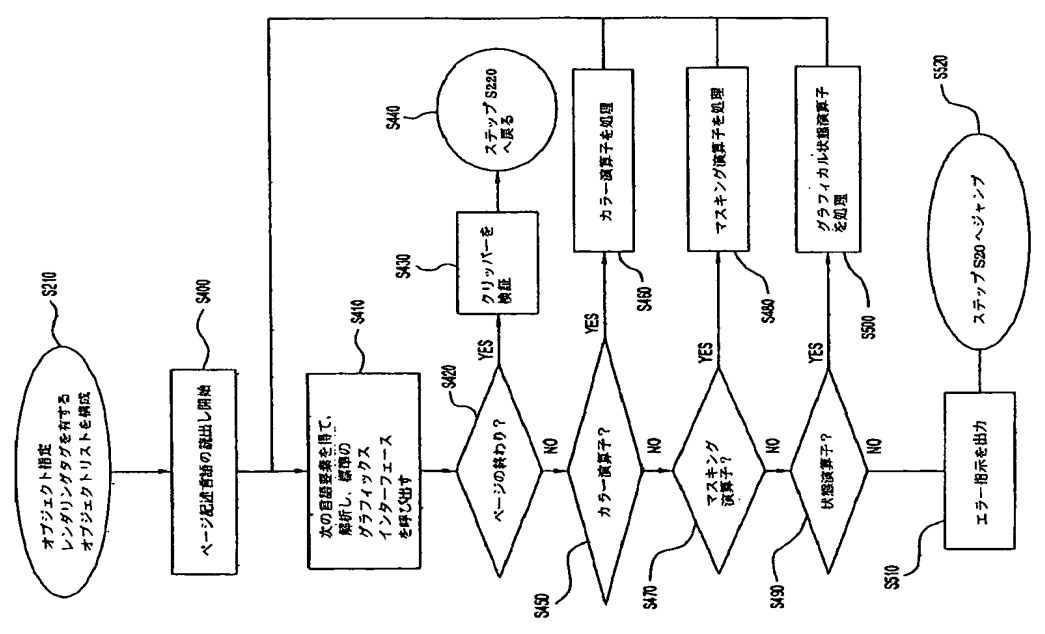 S210
オブジェクト指定
レンダリングタグを有する
オブジェクトリストを構成
S400
ページ記述言語の読出し開始
S410
次の言語要素を得て、
解析し、標準の
グラフィックス
インターフェース
を呼び出す
S420
ページの終わり?
YES
NO
S430
クリッパーを
検証
S440
ステップS220
へ戻る
S450
カラー演算子?
YES
NO
S460
カラー演算子を処理
S470
マスキング
演算子?
YES
NO
S480
マスキング演算子を処理
S490
状態演算子?
YES
NO
S500
グラフィカル状態演算子
を処理
S510
エラー指示を出力
S520
ステップS20へジャンプ